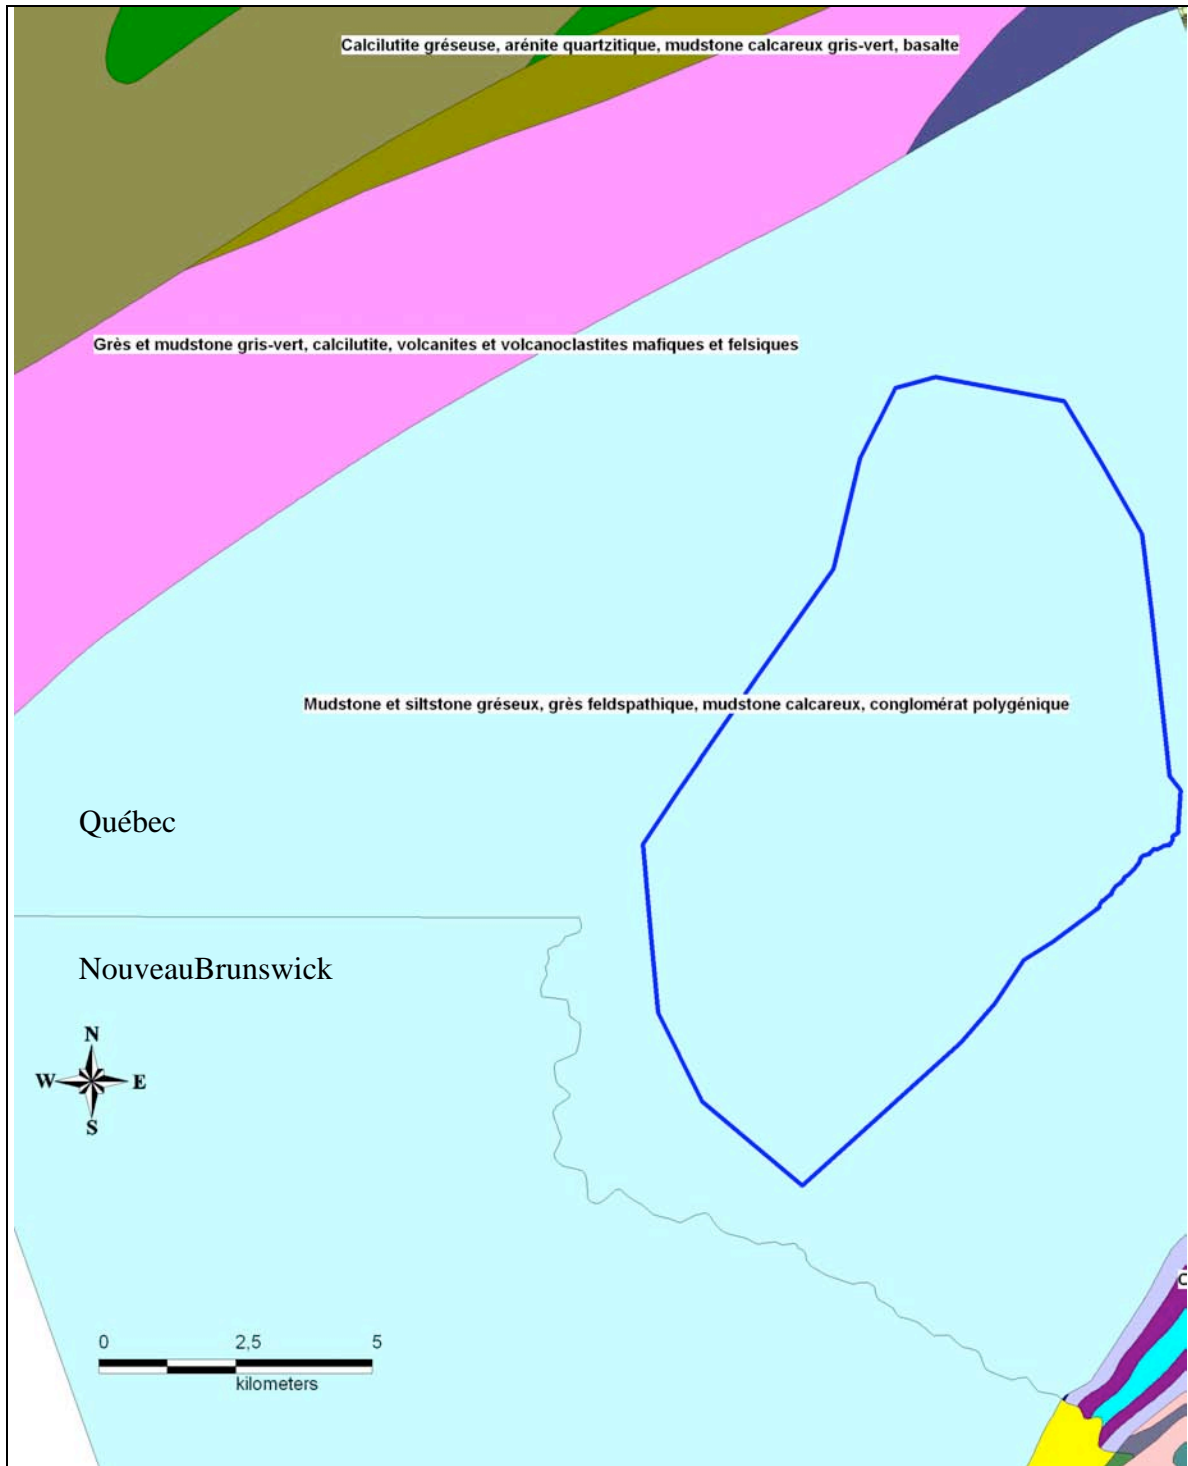 Calcilutite gréseuse, arénite quartzitique, mudstone calcareux gris-vert, basalte
Grès et mudstone gris-vert, calcilutite, volcanites et volcanoclastites mafiques et felsiques
Mudstone et siltstone gréseux, grès feldspathique, mudstone calcareux, conglomérat polygénique
Québec
NouveauBrunswick
N
W E
S
0 2,5 5
kilometers